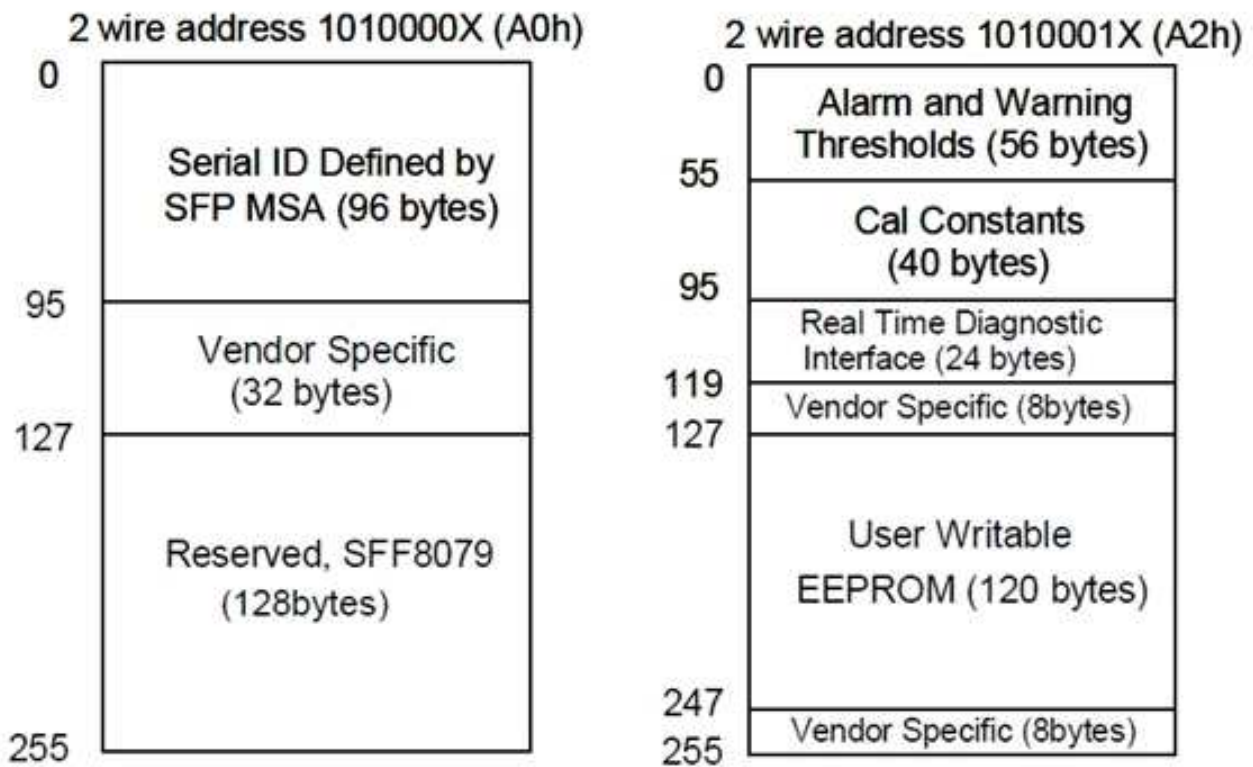 2 wire address 1010000X (A0h)
0
Serial ID Defined by
SFP MSA (96 bytes)
95
Vendor Specific
(32 bytes)
127
Reserved, SFF8079
(128bytes)
255
2 wire address 1010001X (A2h)
0
Alarm and Warning
Thresholds (56 bytes)
55
Cal Constants
(40 bytes)
95
Real Time Diagnostic
Interface (24 bytes)
119
Vendor Specific (8bytes)
127
User Writable
EEPROM (120 bytes)
247
Vendor Specific (8bytes)
255